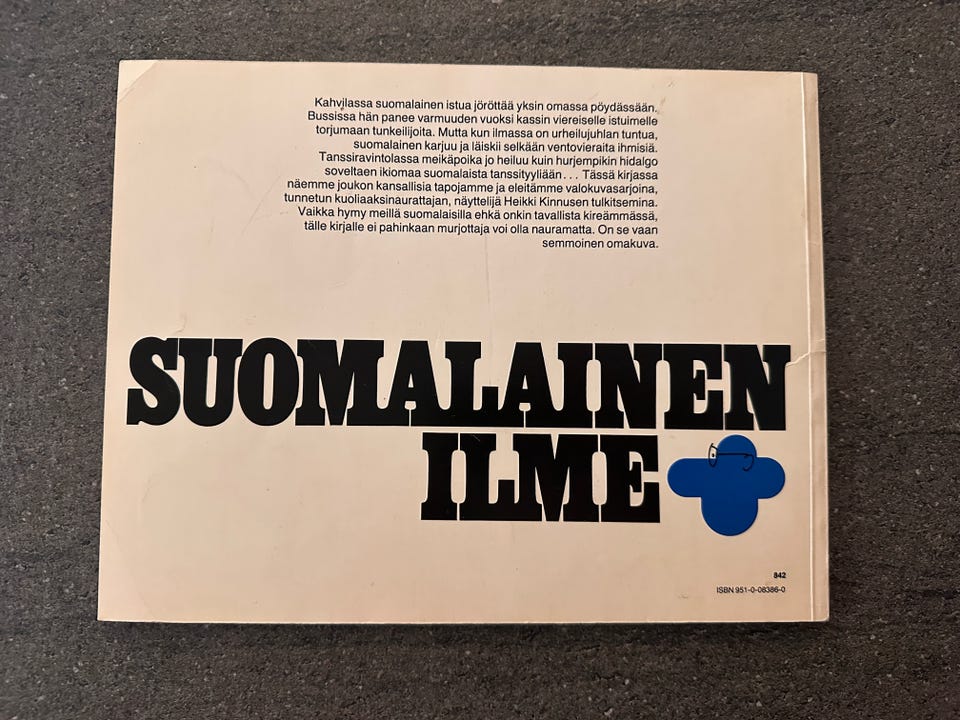 Kahvilassa suomalainen istua jöröttää yksin omassa pöydässään.
Bussissa hän panee varmuuden vuoksi kassin viereiselle istuimelle
torjumaan tunkeilijoita. Mutta kun ilmassa on urheilujuhlan tuntua,
suomalainen karjuu ja läiskii selkään ventovieraita ihmisiä.
Tanssiravintolassa meikäpoika jo heiluu kuin hurjempikin hidalgo
soveltaen ikiomaa suomalaista tanssityyliään... Tässä kirjassa
näemme joukon kansallisia tapojamme ja eleitämme valokuvasarjoina,
tunnetun kuoliaaksinaurattajan, näyttelijä Heikki Kinnusen tulkitsemina.
Vaikka hymy meillä suomalaisilla ehkä onkin tavallista kireämmässä,
tälle kirjalle ei pahinkaan murjottaja voi olla nauramatta. On se vaan
semmoinen omakuva.
SUOMALAINEN
ILME
842
ISBN 951-0-08386-0